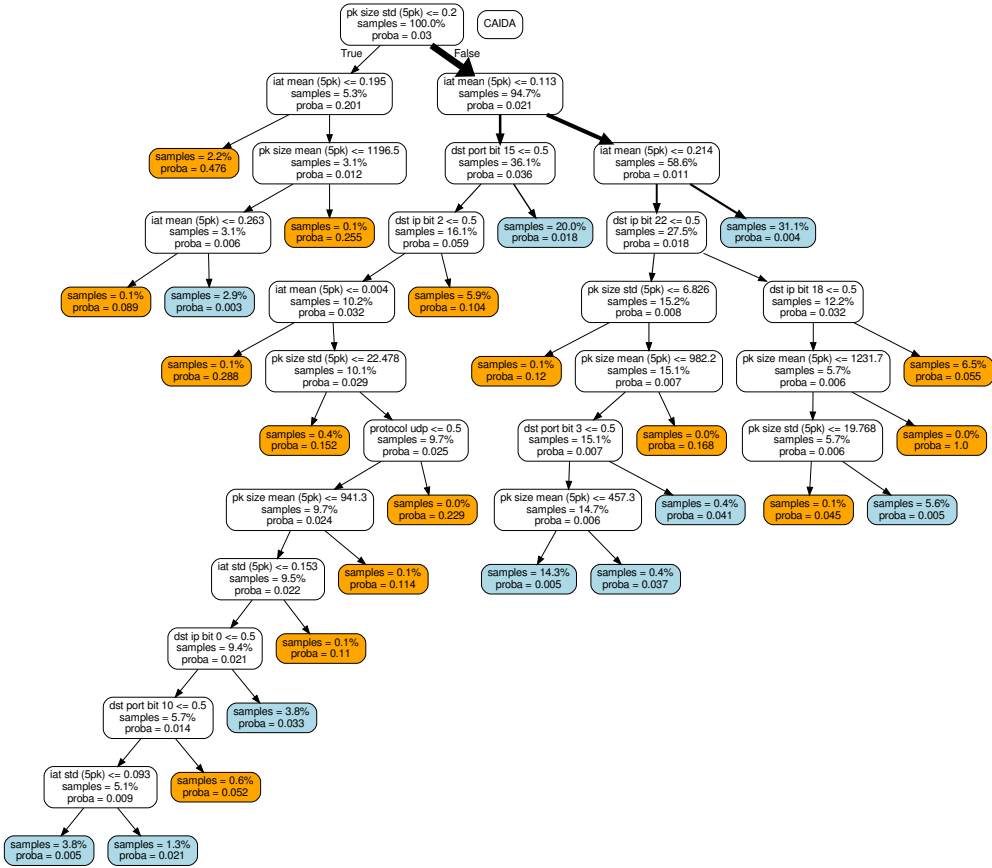 pk size std (5pk) <= 0.2
samples = 100.0%
proba = 0.03
CAIDA
True
False
iat mean (5pk) <= 0.195
samples = 5.3%
proba = 0.201
iat mean (5pk) <= 0.113
samples = 94.7%
proba = 0.021
samples = 2.2%
proba = 0.476
pk size mean (5pk) <= 1196.5
samples = 3.1%
proba = 0.012
dst port bit 15 <= 0.5
samples = 36.1%
proba = 0.036
iat mean (5pk) <= 0.214
samples = 58.6%
proba = 0.011
iat mean (5pk) <= 0.263
samples = 3.1%
proba = 0.006
samples = 0.1%
proba = 0.255
dst ip bit 2 <= 0.5
samples = 16.1%
proba = 0.059
samples = 20.0%
proba = 0.018
dst ip bit 22 <= 0.5
samples = 27.5%
proba = 0.018
samples = 31.1%
proba = 0.004
samples = 0.1%
proba = 0.089
samples = 2.9%
proba = 0.003
iat mean (5pk) <= 0.004
samples = 10.2%
proba = 0.032
samples = 5.9%
proba = 0.104
pk size std (5pk) <= 6.826
samples = 15.2%
proba = 0.008
dst ip bit 18 <= 0.5
samples = 12.2%
proba = 0.032
samples = 0.1%
proba = 0.288
pk size std (5pk) <= 22.478
samples = 10.1%
proba = 0.029
samples = 0.1%
proba = 0.12
pk size mean (5pk) <= 982.2
samples = 15.1%
proba = 0.007
pk size mean (5pk) <= 1231.7
samples = 5.7%
proba = 0.006
samples = 6.5%
proba = 0.055
samples = 0.4%
proba = 0.152
protocol udp <= 0.5
samples = 9.7%
proba = 0.025
dst port bit 3 <= 0.5
samples = 15.1%
proba = 0.007
samples = 0.0%
proba = 0.168
pk size std (5pk) <= 19.768
samples = 5.7%
proba = 0.006
samples = 0.0%
proba = 1.0
pk size mean (5pk) <= 941.3
samples = 9.7%
proba = 0.024
samples = 0.0%
proba = 0.229
pk size mean (5pk) <= 457.3
samples = 14.7%
proba = 0.006
samples = 0.4%
proba = 0.041
samples = 0.1%
proba = 0.045
samples = 5.6%
proba = 0.005
iat std (5pk) <= 0.153
samples = 9.5%
proba = 0.022
samples = 0.1%
proba = 0.114
samples = 14.3%
proba = 0.005
samples = 0.4%
proba = 0.037
dst ip bit 0 <= 0.5
samples = 9.4%
proba = 0.021
samples = 0.1%
proba = 0.11
dst port bit 10 <= 0.5
samples = 5.7%
proba = 0.014
samples = 3.8%
proba = 0.033
iat std (5pk) <= 0.093
samples = 5.1%
proba = 0.009
samples = 0.6%
proba = 0.052
samples = 3.8%
proba = 0.005
samples = 1.3%
proba = 0.021